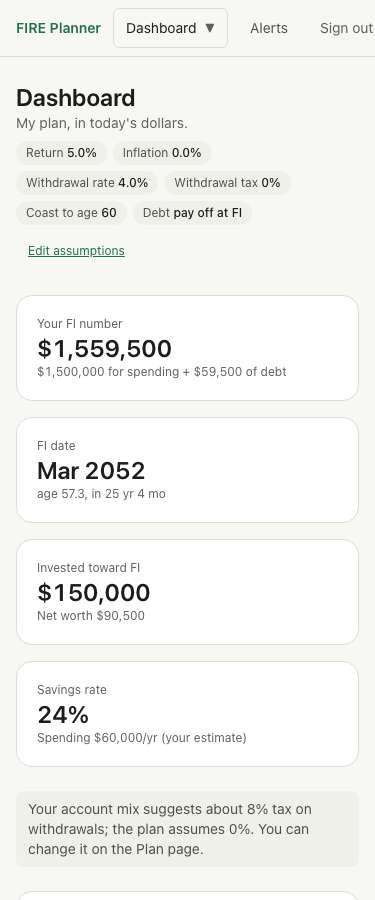 FIRE Planner Dashboard ▼ Alerts Sign out
Dashboard
My plan, in today's dollars.
Return 5.0% Inflation 0.0%
Withdrawal rate 4.0% Withdrawal tax 0%
Coast to age 60 Debt pay off at FI
Edit assumptions
Your FI number
$1,559,500
$1,500,000 for spending + $59,500 of debt
FI date
Mar 2052
age 57.3, in 25 yr 4 mo
Invested toward FI
$150,000
Net worth $90,500
Savings rate
24%
Spending $60,000/yr (your estimate)
Your account mix suggests about 8% tax on
withdrawals; the plan assumes 0%. You can
change it on the Plan page.